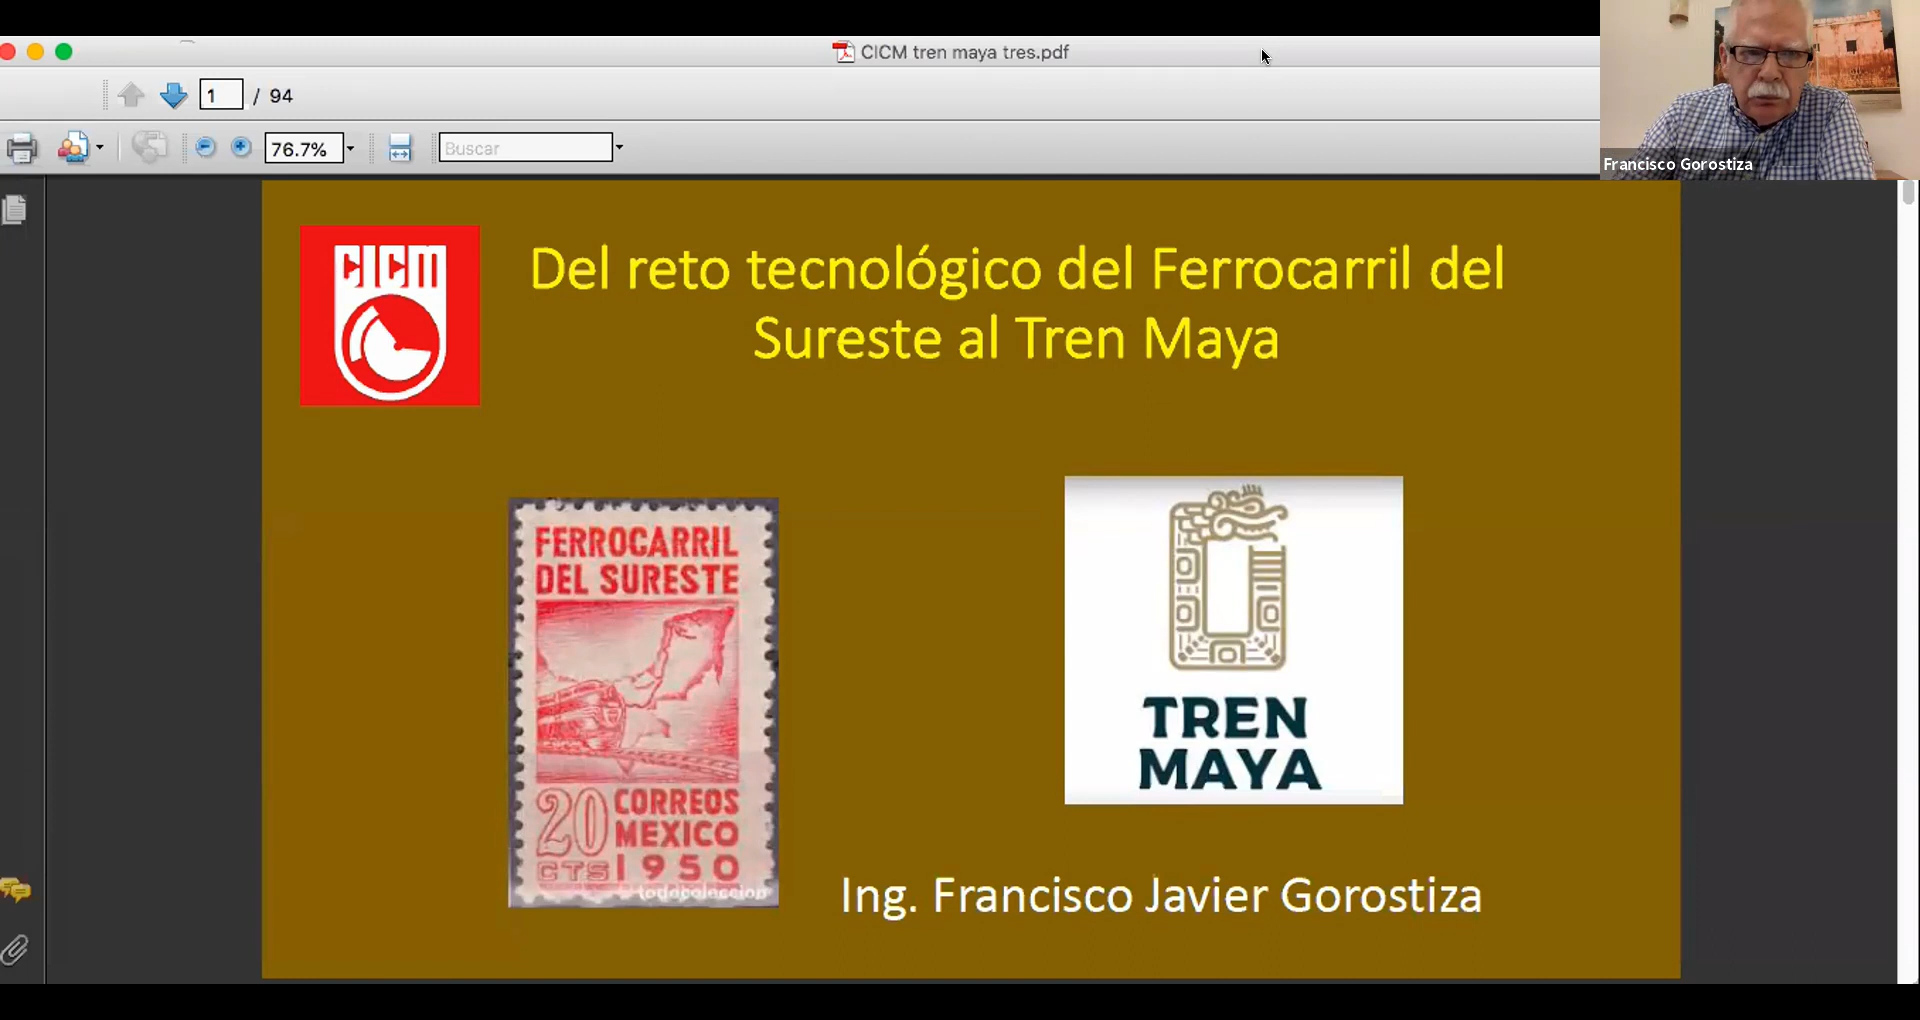 CICM tren maya tres.pdf
1 / 94
76.7%
Buscar
Francisco Gorostiza
CICM
Del reto tecnológico del Ferrocarril del
Sureste al Tren Maya
FERROCARRIL
DEL SURESTE
20 CORREOS
MEXICO
CTS 1950
todocoleccion
TREN
MAYA
Ing. Francisco Javier Gorostiza